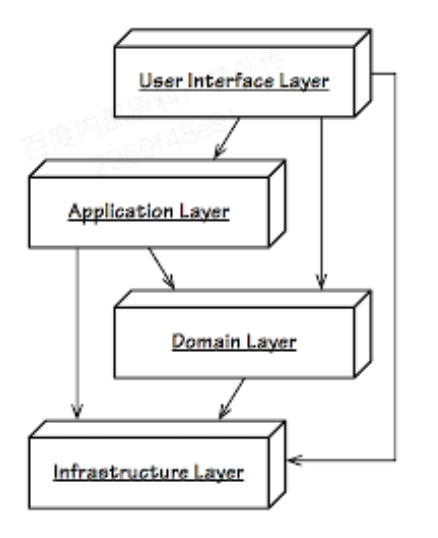 User Interface Layer
Application Layer
Domain Layer
Infrastructure Layer